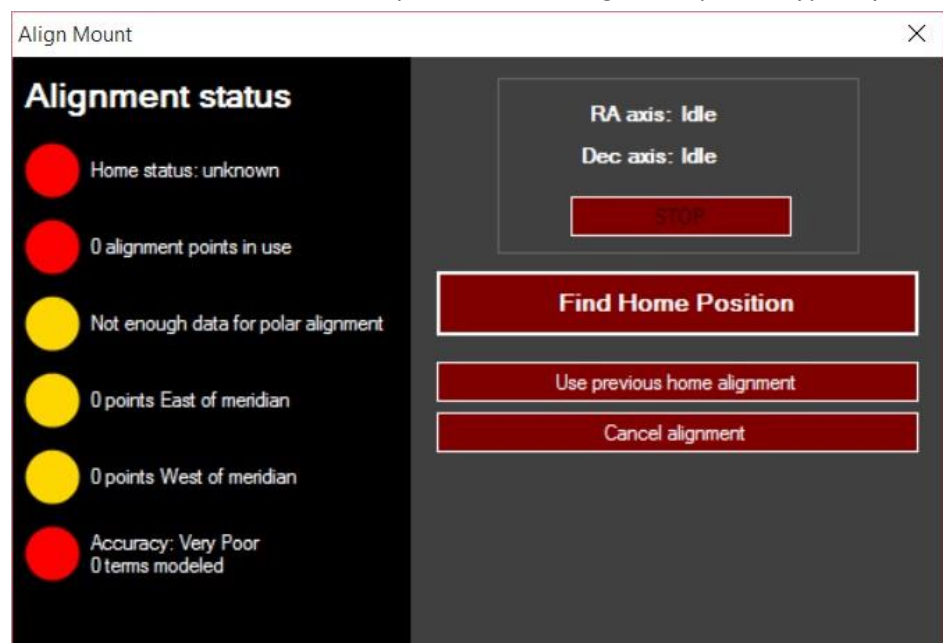 Align Mount
Alignment status
Home status: unknown
0 alignment points in use
Not enough data for polar alignment
0 points East of meridian
0 points West of meridian
Accuracy: Very Poor
0 terms modeled
RA axis: Idle
Dec axis: Idle
STOP
Find Home Position
Use previous home alignment
Cancel alignment